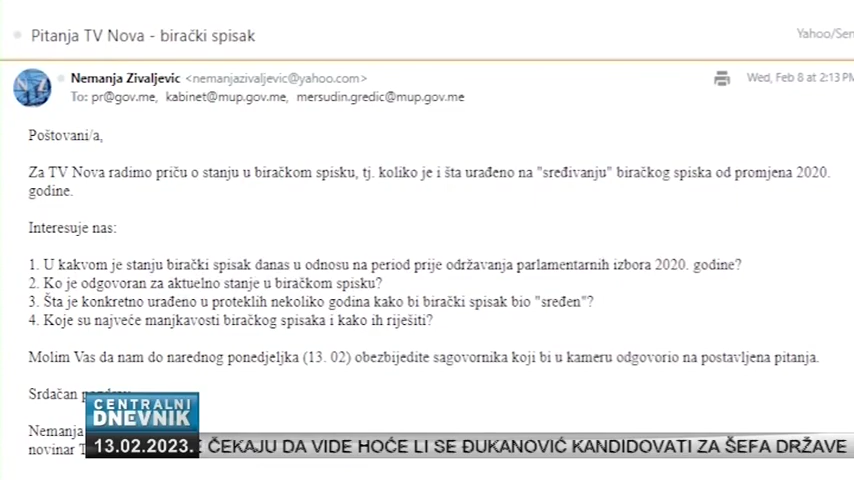 Pitanja TV Nova - birački spisak
Yahoo/Sen
Nemanja Zivaljevic <nemanjazivaljevic@yahoo.com>
Wed, Feb 8 at 2:13 PM
To: pr@gov.me, kabinet@mup.gov.me, mersudin.gredic@mup.gov.me
Poštovani/a,
Za TV Nova radimo priču o stanju u biračkom spisku, tj. koliko je i šta urađeno na "sređivanju" biračkog spiska od promjena 2020.
godine.
Interesuje nas:
1. U kakvom je stanju birački spisak danas u odnosu na period prije održavanja parlamentarnih izbora 2020. godine?
2. Ko je odgovoran za aktuelno stanje u biračkom spisku?
3. Šta je konkretno urađeno u proteklih nekoliko godina kako bi birački spisak bio "sređen"?
4. Koje su najveće manjkavosti biračkog spisaka i kako ih riješiti?
Molim Vas da nam do narednog ponedjeljka (13. 02) obezbijedite sagovornika koji bi u kameru odgovorio na postavljena pitanja.
Srdačan
Nemanja
novinar
CENTRALNI
DNEVNIK
13.02.2023. ČEKAJU DA VIDE HOĆE LI SE ĐUKANOVIĆ KANDIDOVATI ZA ŠEFA DRŽAVE